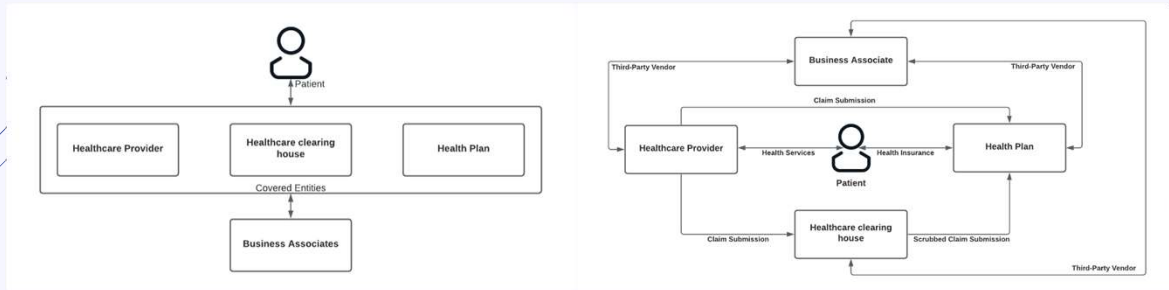 Patient
Healthcare Provider
Healthcare clearing
house
Health Plan
Covered Entities
Business Associates
Business Associate
Third-Party Vendor
Third-Party Vendor
Claim Submission
Healthcare Provider
Health Services
Health Insurance
Health Plan
Patient
Healthcare clearing
house
Claim Submission
Scrubbed Claim Submission
Third-Party Vendor